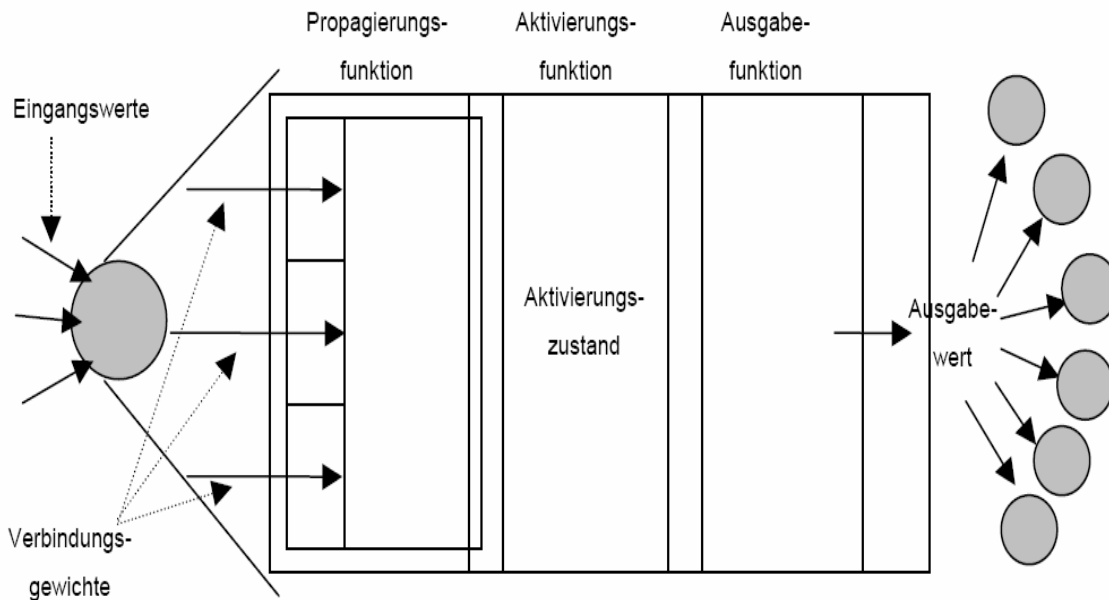 Propagierungs-
funktion
Aktivierungs-
funktion
Ausgabe-
funktion
Eingangswerte
Aktivierungs-
zustand
Ausgabe-
wert
Verbindungs-
gewichte